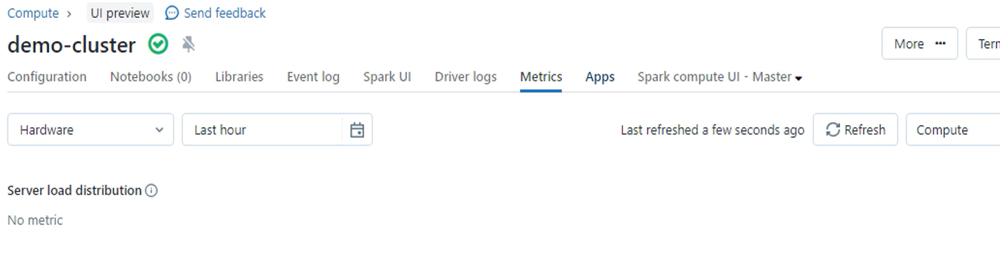 Compute › UI preview Send feedback
demo-cluster More ···
Configuration Notebooks (0) Libraries Event log Spark UI Driver logs Metrics Apps Spark compute UI - Master
Hardware Last hour Last refreshed a few seconds ago Refresh Compute
Server load distribution
No metric